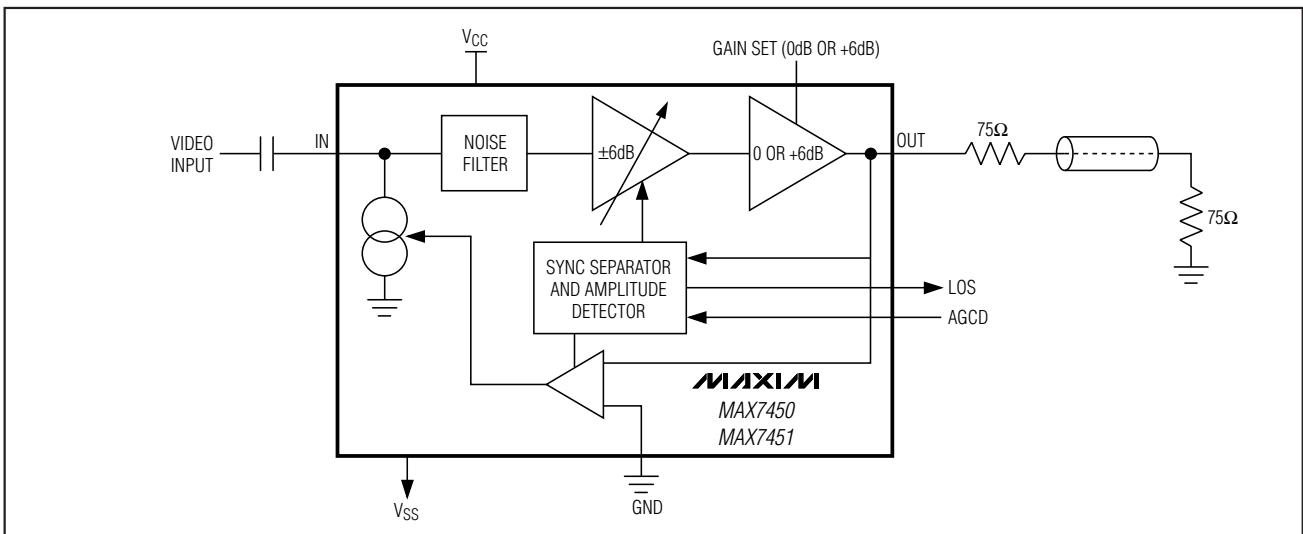 VCC
GAIN SET (0dB OR +6dB)
VIDEO
INPUT
IN
NOISE
FILTER
±6dB
0 OR +6dB
OUT
75Ω
75Ω
SYNC SEPARATOR
AND AMPLITUDE
DETECTOR
LOS
AGCD
MAXIM
MAX7450
MAX7451
VSS
GND